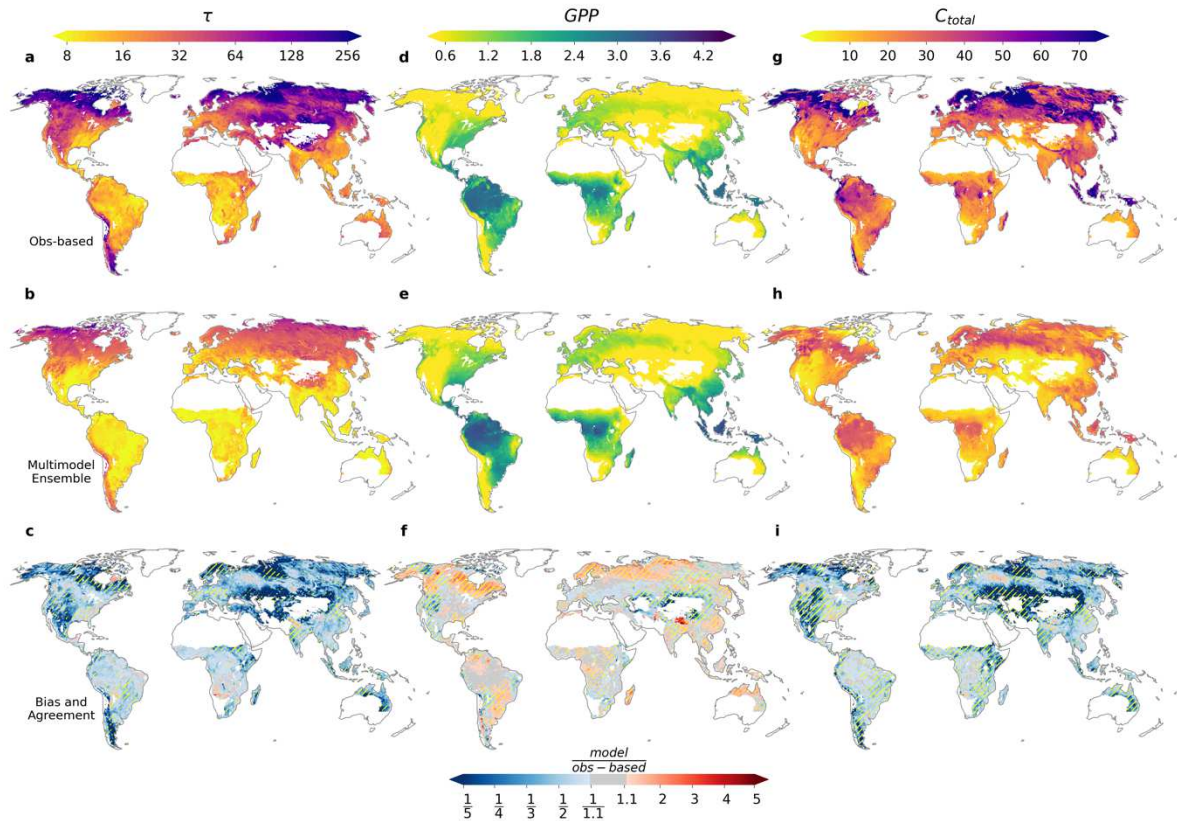 τ GPP C_total
8 16 32 64 128 256 0.6 1.2 1.8 2.4 3.0 3.6 4.2 10 20 30 40 50 60 70
a d g
Obs-based
b e h
Multimodel
Ensemble
c f i
Bias and
Agreement
model
obs − based
1/5 1/4 1/3 1/2 1/1.1 1.1 2 3 4 5